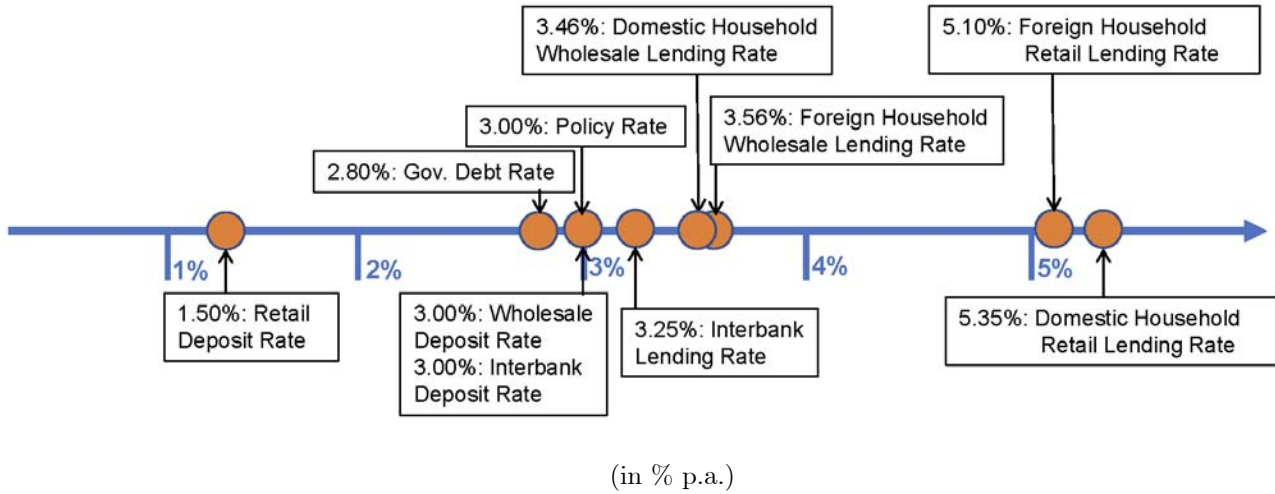 3.46%: Domestic Household
Wholesale Lending Rate
5.10%: Foreign Household
Retail Lending Rate
3.00%: Policy Rate
3.56%: Foreign Household
Wholesale Lending Rate
2.80%: Gov. Debt Rate
1%
2%
3%
4%
5%
1.50%: Retail
Deposit Rate
3.00%: Wholesale
Deposit Rate
3.00%: Interbank
Deposit Rate
3.25%: Interbank
Lending Rate
5.35%: Domestic Household
Retail Lending Rate
(in % p.a.)